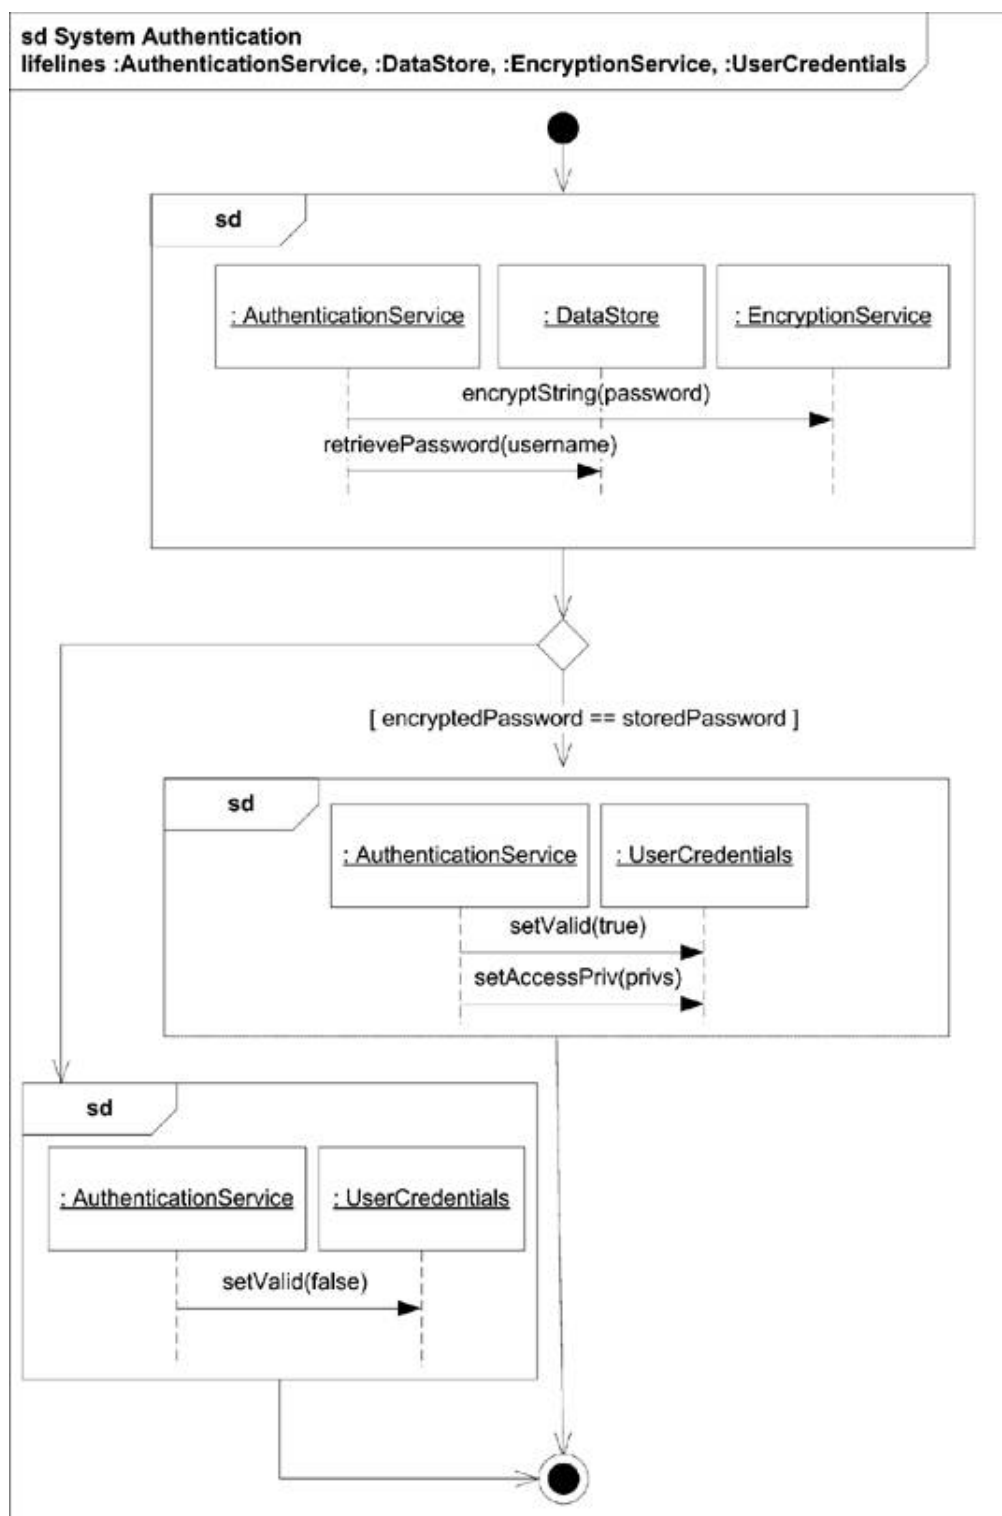 sd System Authentication
lifelines :AuthenticationService, :DataStore, :EncryptionService, :UserCredentials
sd
: AuthenticationService
: DataStore
: EncryptionService
encryptString(password)
retrievePassword(username)
[ encryptedPassword == storedPassword ]
sd
: AuthenticationService
: UserCredentials
setValid(true)
setAccessPriv(privs)
sd
: AuthenticationService
: UserCredentials
setValid(false)